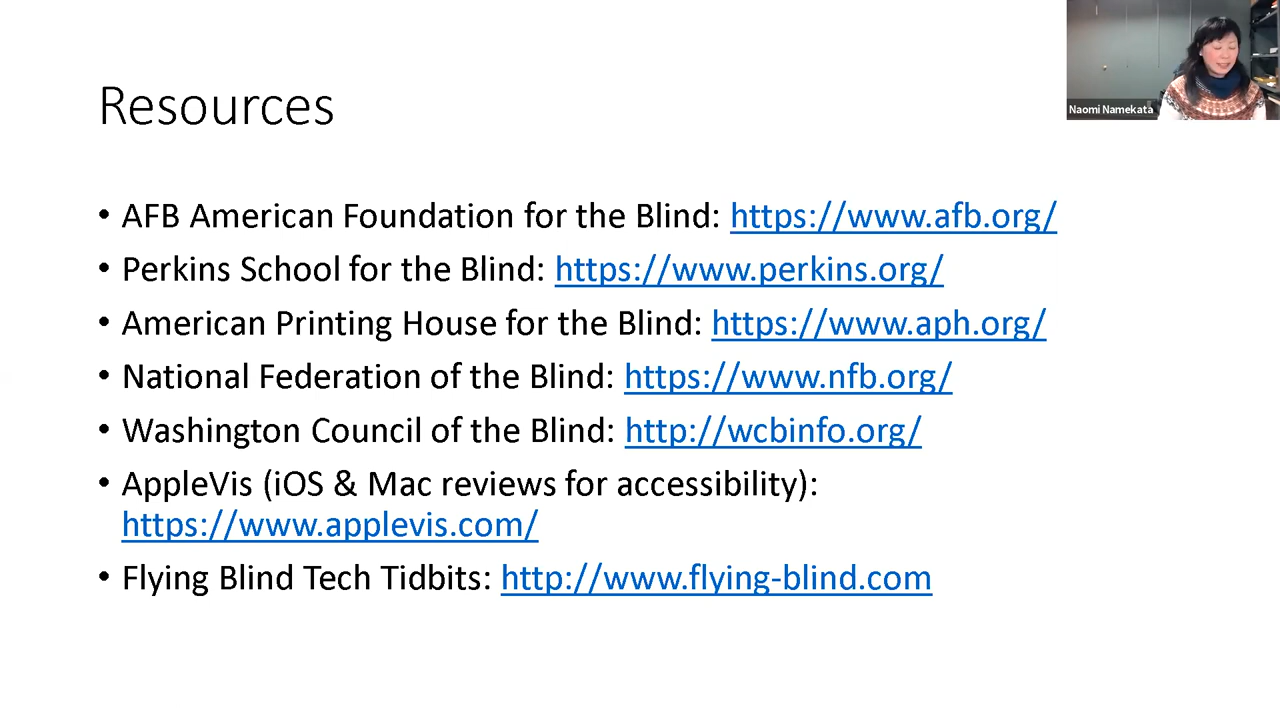 Resources
Naomi Namekata
• AFB American Foundation for the Blind: https://www.afb.org/
• Perkins School for the Blind: https://www.perkins.org/
• American Printing House for the Blind: https://www.aph.org/
• National Federation of the Blind: https://www.nfb.org/
• Washington Council of the Blind: http://wcbinfo.org/
• AppleVis (iOS & Mac reviews for accessibility):
https://www.applevis.com/
• Flying Blind Tech Tidbits: http://www.flying-blind.com